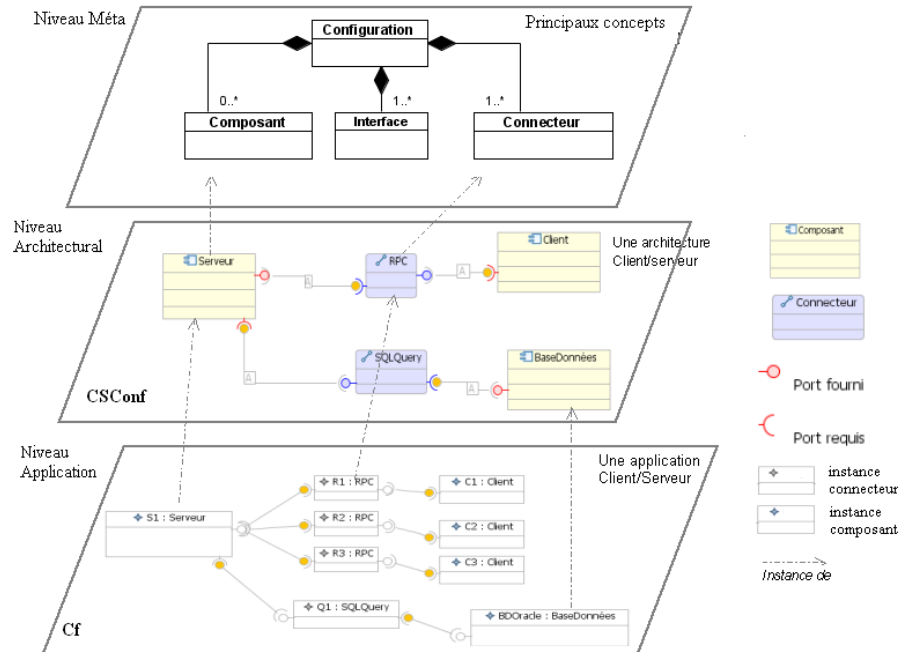 Niveau Méta
Principaux concepts
Configuration
0..*
1..*
1..*
Composant
Interface
Connecteur
Niveau
Architectural
Une architecture
Client/serveur
Serveur
RPC
Client
A
A
SQLQuery
BaseDonnées
A
A
CSConf
Composant
Connecteur
Port fourni
Port requis
instance
connecteur
instance
composant
Instance de
Niveau
Application
Une application
Client/Serveur
S1 : Serveur
R1 : RPC
C1 : Client
R2 : RPC
C2 : Client
R3 : RPC
C3 : Client
Q1 : SQLQuery
BDOracle : BaseDonnées
Cf